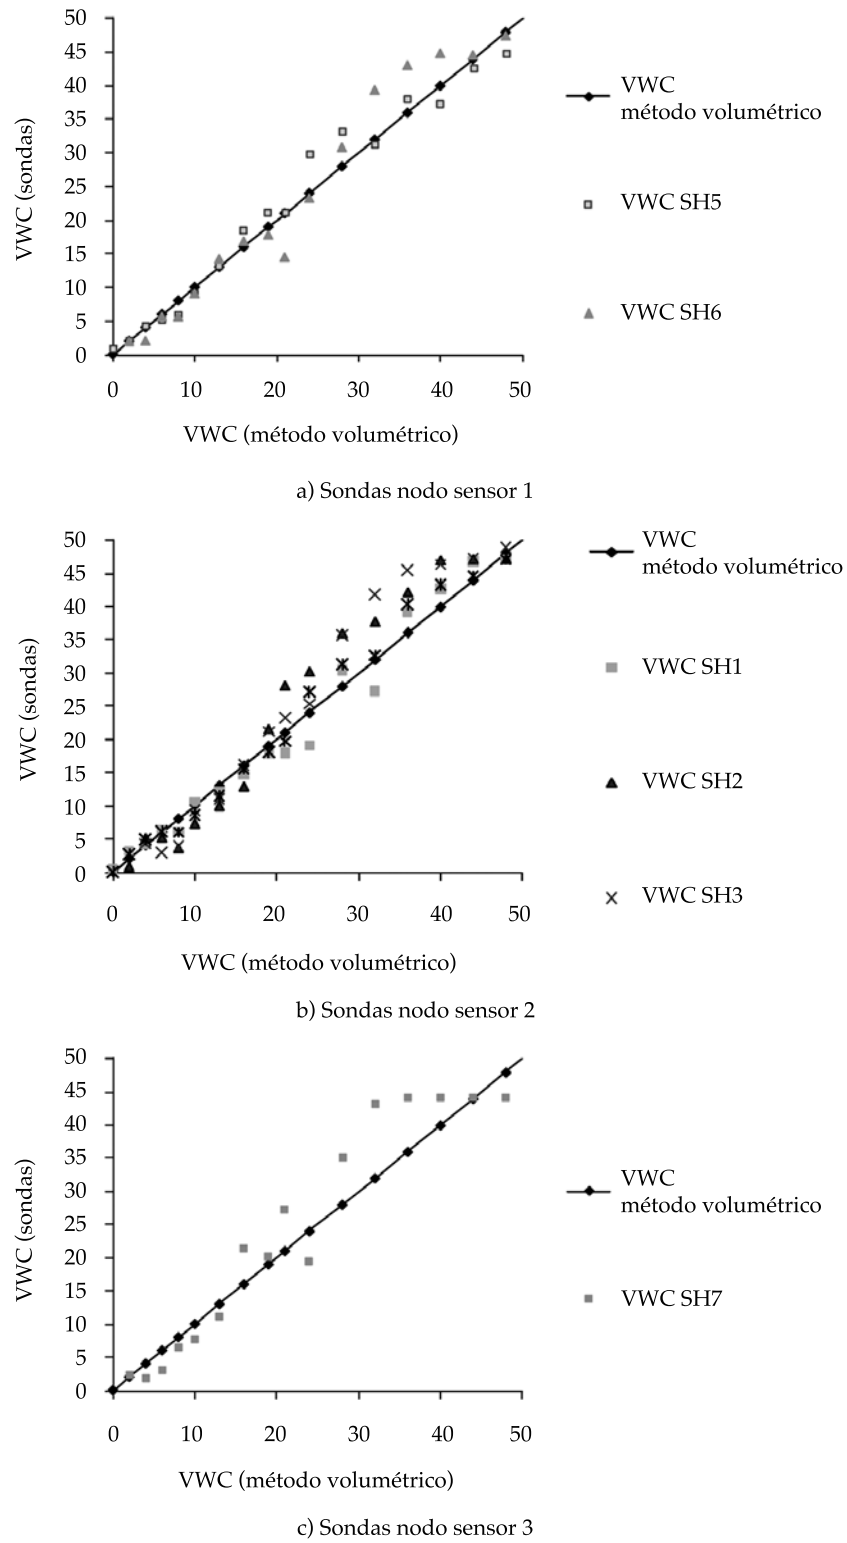 50
45
40
35
30
25
20
15
10
5
0
VWC (sondas)
0 10 20 30 40 50
VWC (método volumétrico)
VWC
método volumétrico
VWC SH5
VWC SH6
a) Sondas nodo sensor 1
50
45
40
35
30
25
20
15
10
5
0
VWC (sondas)
0 10 20 30 40 50
VWC (método volumétrico)
VWC
método volumétrico
VWC SH1
VWC SH2
VWC SH3
b) Sondas nodo sensor 2
50
45
40
35
30
25
20
15
10
5
0
VWC (sondas)
0 10 20 30 40 50
VWC (método volumétrico)
VWC
método volumétrico
VWC SH7
c) Sondas nodo sensor 3